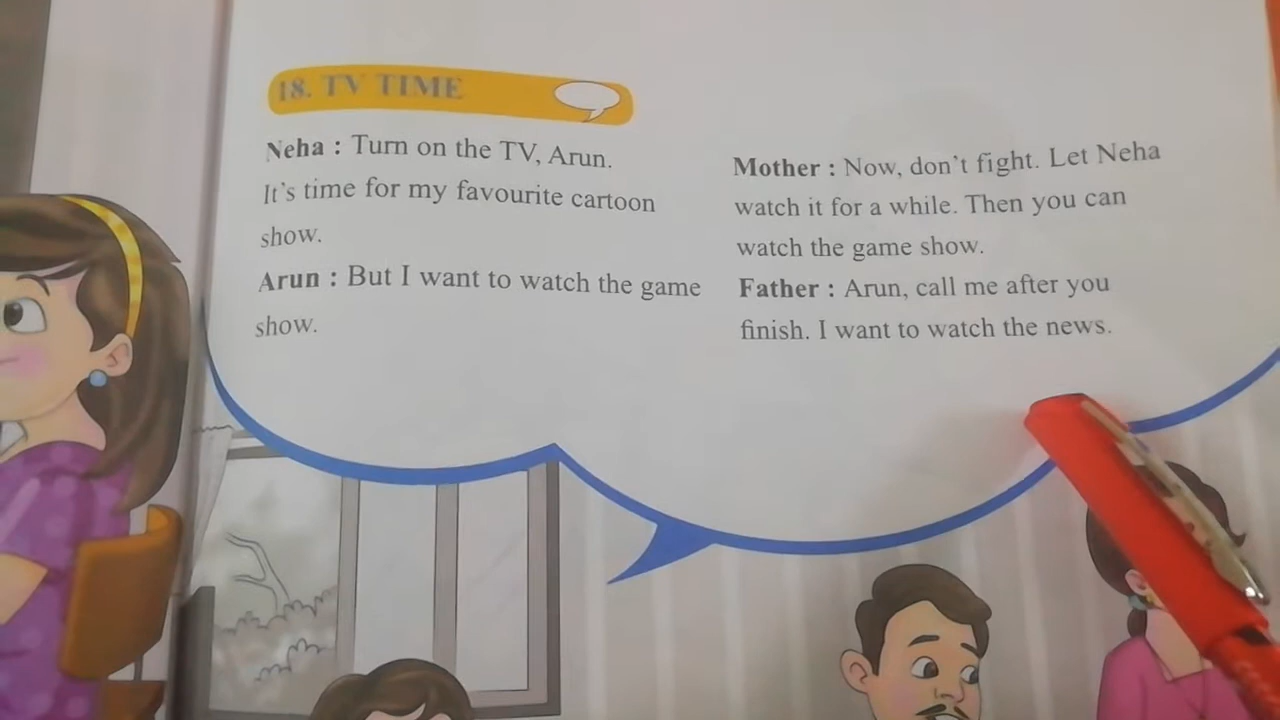 18. TV TIME
Neha : Turn on the TV, Arun.
It's time for my favourite cartoon
show.
Arun : But I want to watch the game
show.
Mother : Now, don't fight. Let Neha
watch it for a while. Then you can
watch the game show.
Father : Arun, call me after you
finish. I want to watch the news.